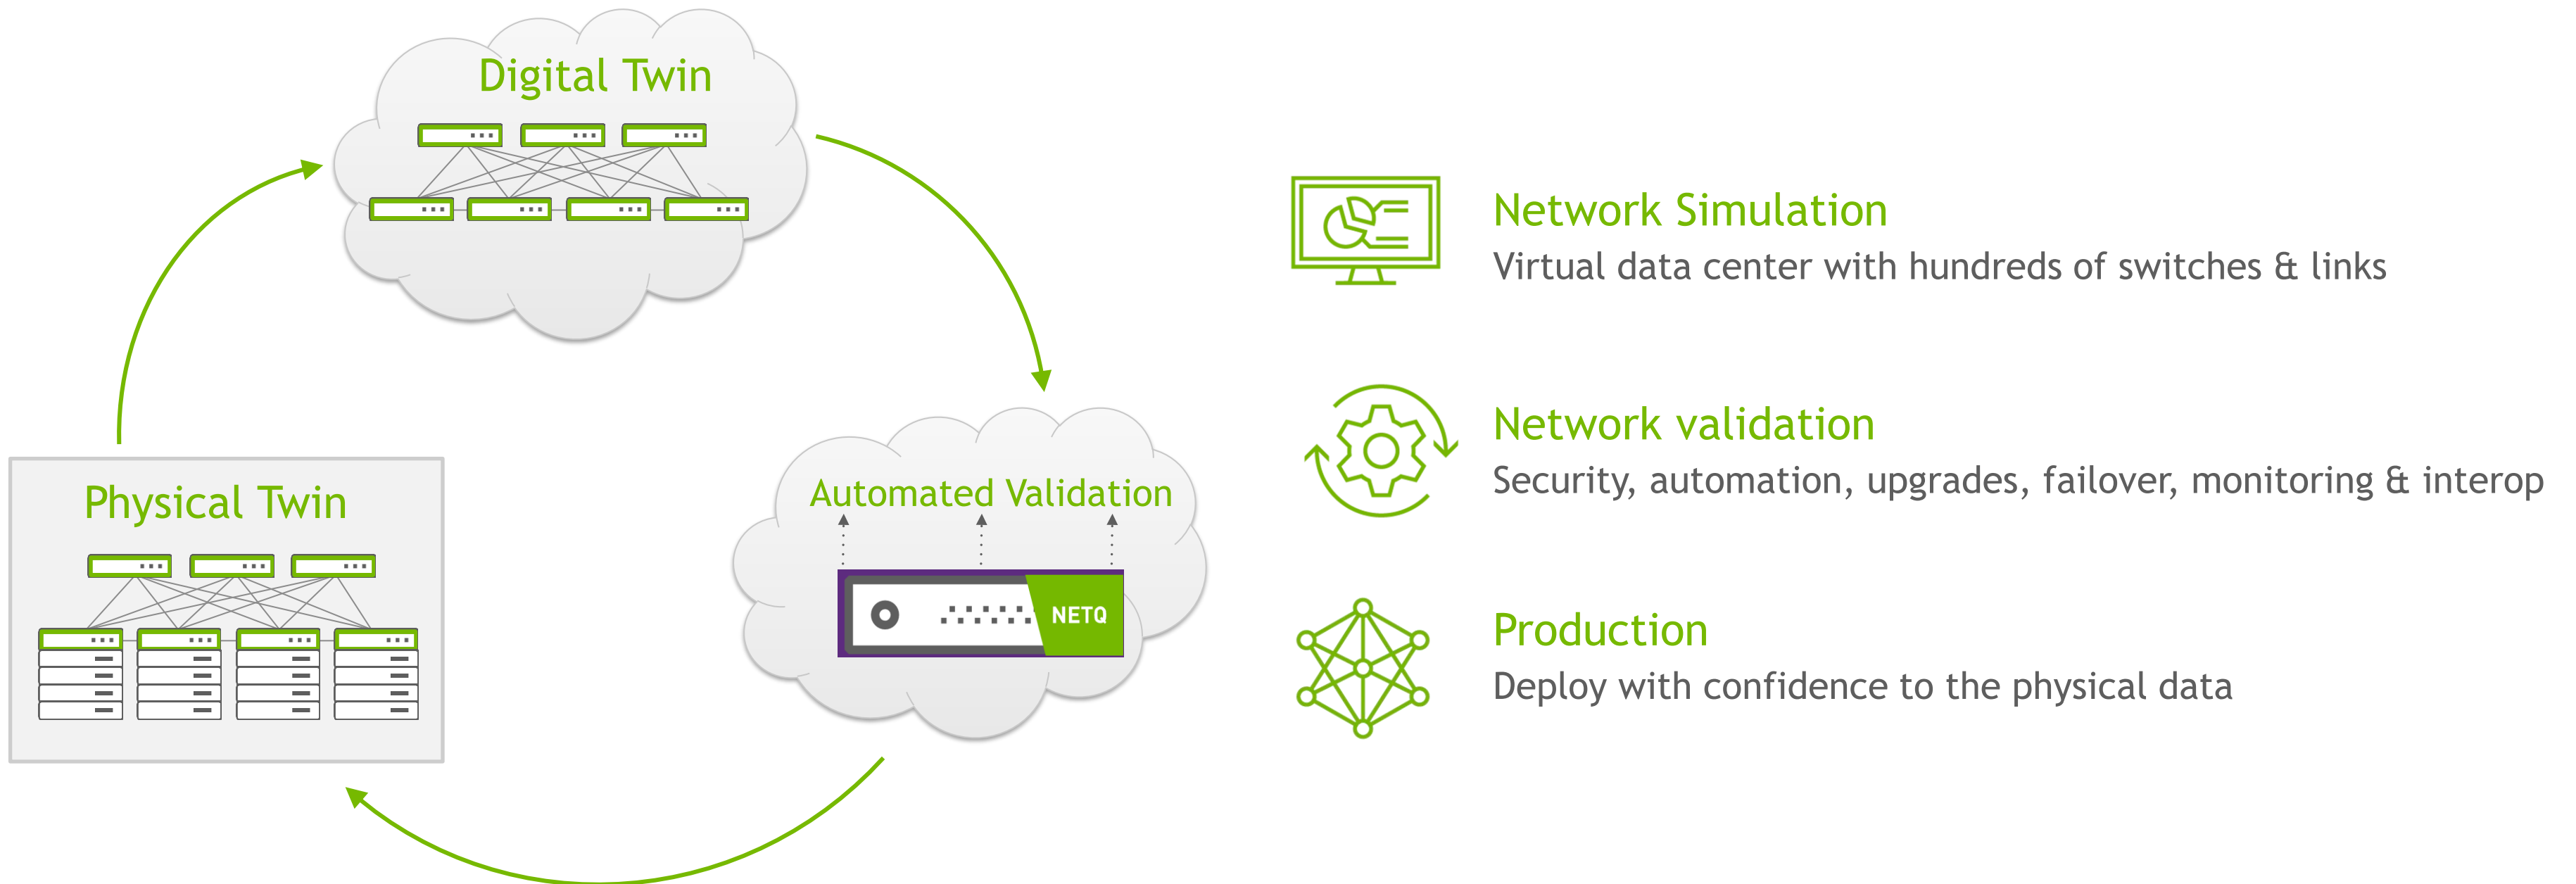 Digital Twin
Physical Twin
Automated Validation
NETQ
Network Simulation
Virtual data center with hundreds of switches & links
Network validation
Security, automation, upgrades, failover, monitoring & interop
Production
Deploy with confidence to the physical data